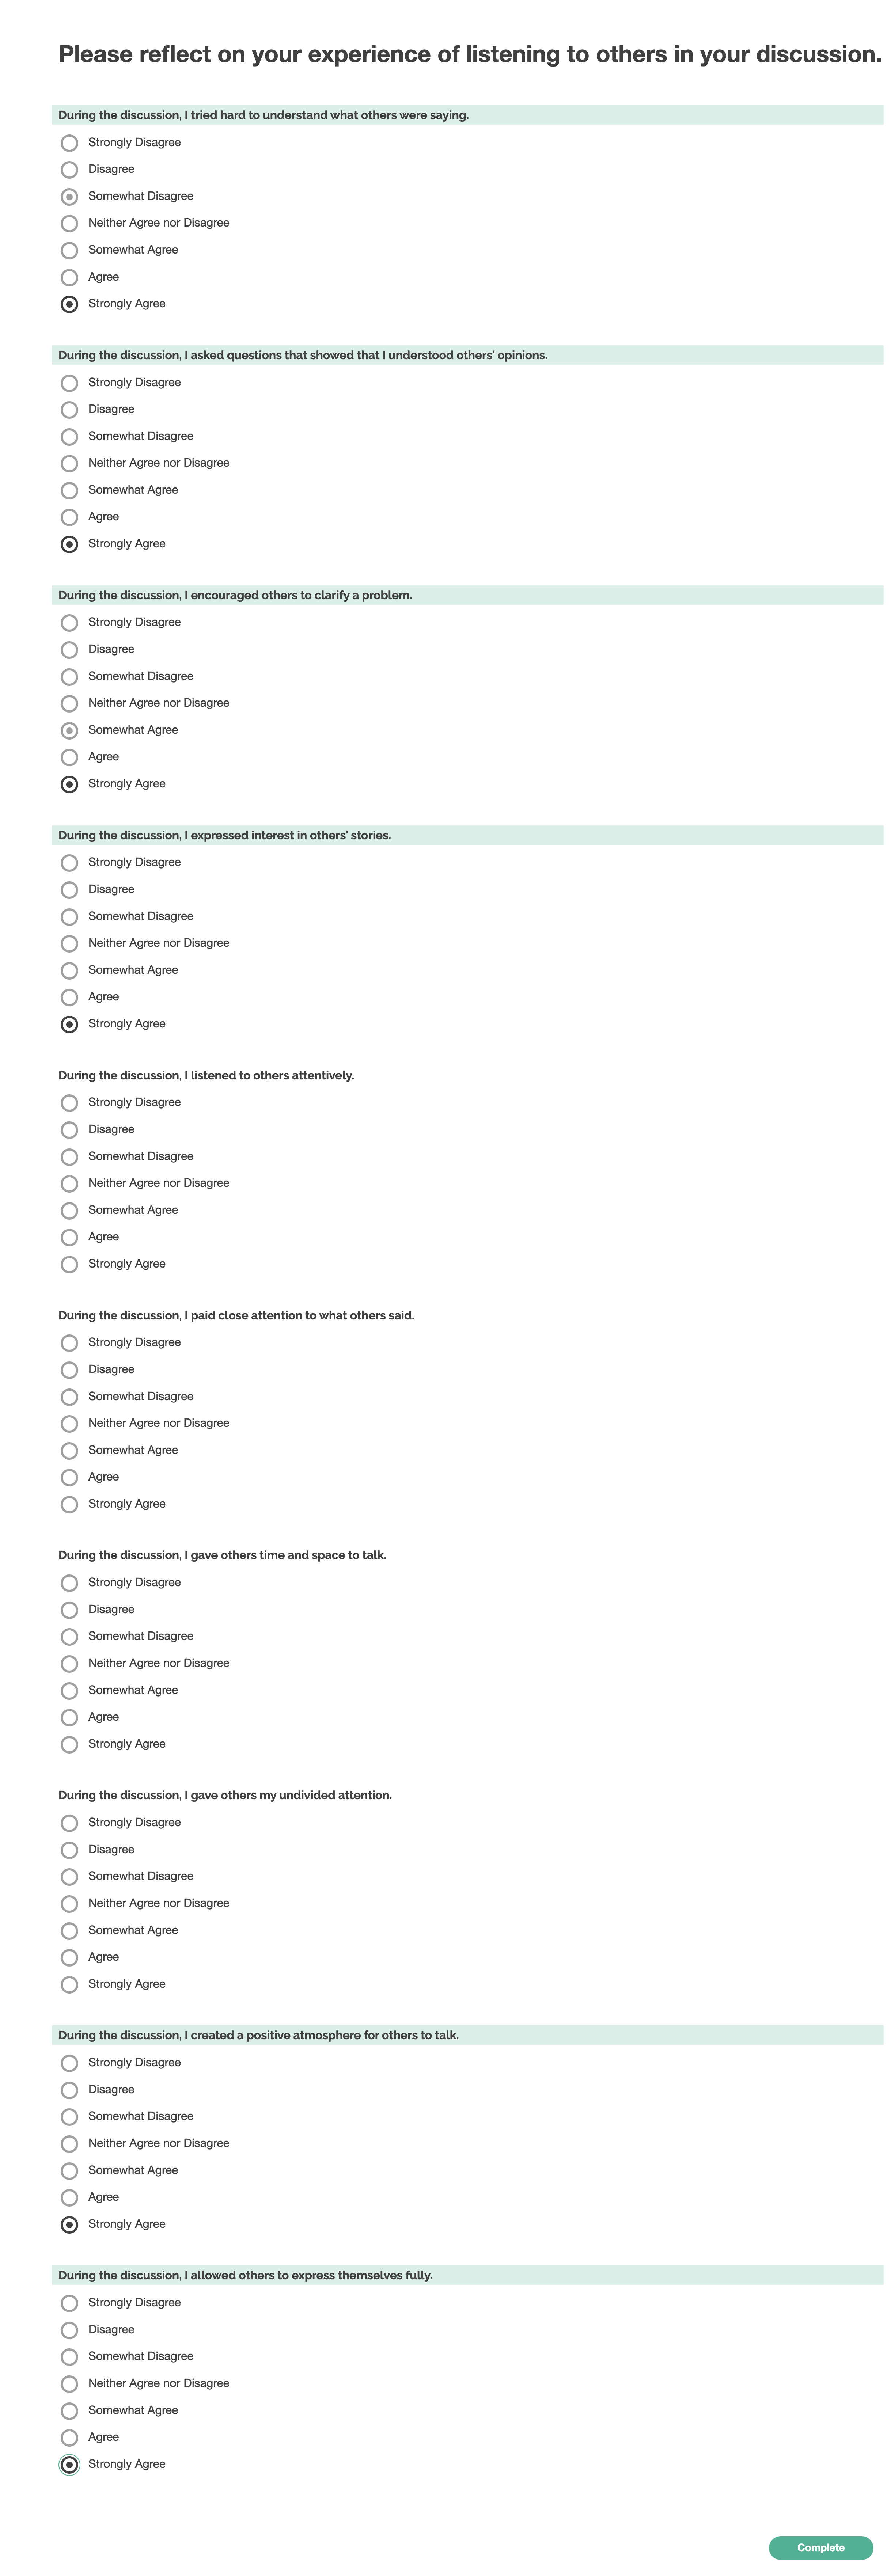 Please reflect on your experience of listening to others in your discussion.
During the discussion, I tried hard to understand what others were saying.
Strongly Disagree
Disagree
Somewhat Disagree
Neither Agree nor Disagree
Somewhat Agree
Agree
Strongly Agree
During the discussion, I asked questions that showed that I understood others' opinions.
Strongly Disagree
Disagree
Somewhat Disagree
Neither Agree nor Disagree
Somewhat Agree
Agree
Strongly Agree
During the discussion, I encouraged others to clarify a problem.
Strongly Disagree
Disagree
Somewhat Disagree
Neither Agree nor Disagree
Somewhat Agree
Agree
Strongly Agree
During the discussion, I expressed interest in others' stories.
Strongly Disagree
Disagree
Somewhat Disagree
Neither Agree nor Disagree
Somewhat Agree
Agree
Strongly Agree
During the discussion, I listened to others attentively.
Strongly Disagree
Disagree
Somewhat Disagree
Neither Agree nor Disagree
Somewhat Agree
Agree
Strongly Agree
During the discussion, I paid close attention to what others said.
Strongly Disagree
Disagree
Somewhat Disagree
Neither Agree nor Disagree
Somewhat Agree
Agree
Strongly Agree
During the discussion, I gave others time and space to talk.
Strongly Disagree
Disagree
Somewhat Disagree
Neither Agree nor Disagree
Somewhat Agree
Agree
Strongly Agree
During the discussion, I gave others my undivided attention.
Strongly Disagree
Disagree
Somewhat Disagree
Neither Agree nor Disagree
Somewhat Agree
Agree
Strongly Agree
During the discussion, I created a positive atmosphere for others to talk.
Strongly Disagree
Disagree
Somewhat Disagree
Neither Agree nor Disagree
Somewhat Agree
Agree
Strongly Agree
During the discussion, I allowed others to express themselves fully.
Strongly Disagree
Disagree
Somewhat Disagree
Neither Agree nor Disagree
Somewhat Agree
Agree
Strongly Agree
Complete